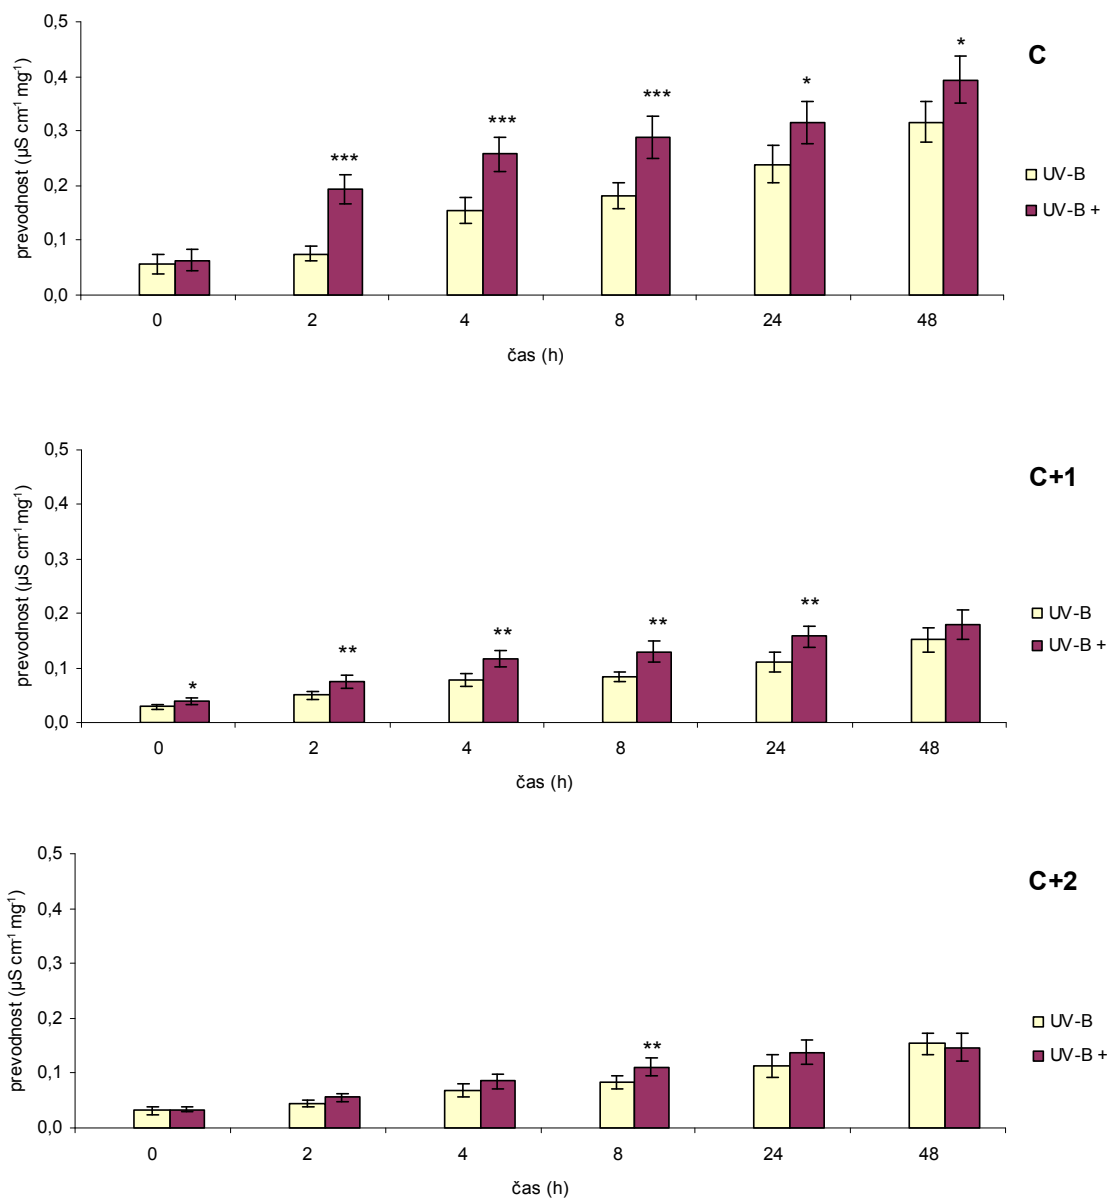 0,5
C
prevodnost (µS cm⁻¹ mg⁻¹)
0,4
0,3
0,2
0,1
0,0
***
***
***
*
*
UV-B
UV-B +
0 2 4 8 24 48
čas (h)
0,5
C+1
prevodnost (µS cm⁻¹ mg⁻¹)
0,4
0,3
0,2
0,1
0,0
*
**
**
**
**
UV-B
UV-B +
0 2 4 8 24 48
čas (h)
0,5
C+2
prevodnost (µS cm⁻¹ mg⁻¹)
0,4
0,3
0,2
0,1
0,0
**
UV-B
UV-B +
0 2 4 8 24 48
čas (h)